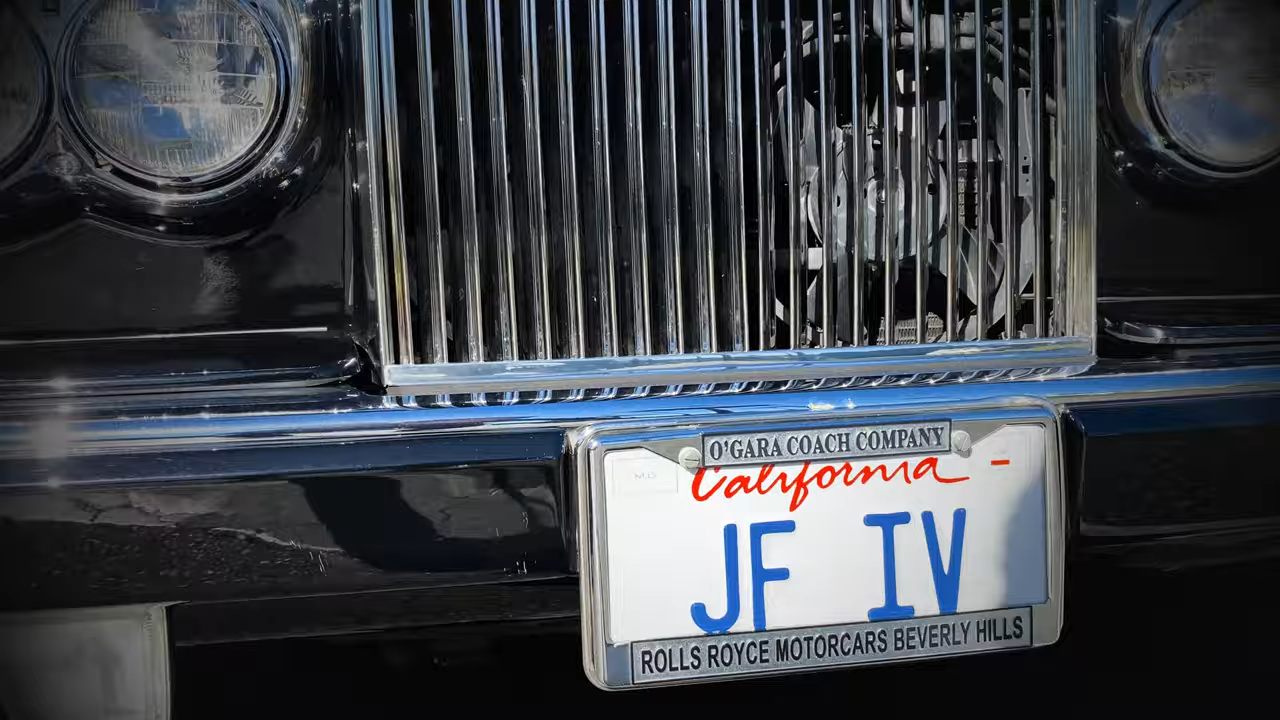 O'GARA COACH COMPANY
California
JF IV
ROLLS ROYCE MOTORCARS BEVERLY HILLS